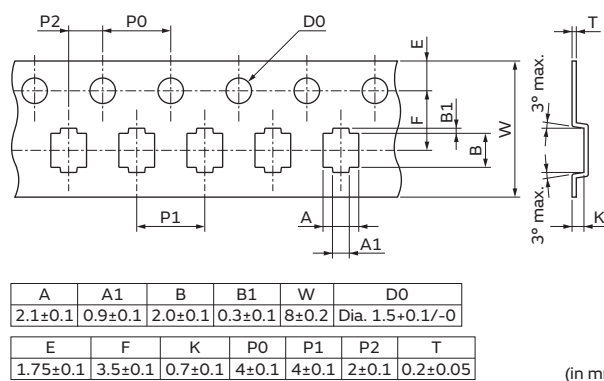 P2 P0 D0 E T
3° max.
B1
F
W
B
P1 A
A1
3° max.
K
A A1 B B1 W D0
2.1±0.1 0.9±0.1 2.0±0.1 0.3±0.1 8±0.2 Dia. 1.5+0.1/-0
E F K P0 P1 P2 T
1.75±0.1 3.5±0.1 0.7±0.1 4±0.1 4±0.1 2±0.1 0.2±0.05
(in m